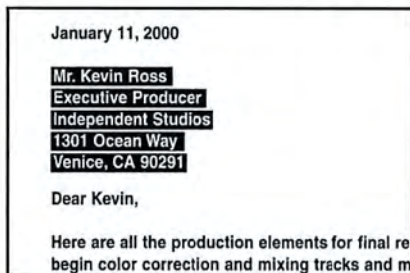 January 11, 2000
Mr. Kevin Ross
Executive Producer
Independent Studios
1301 Ocean Way
Venice, CA 90291
Dear Kevin,
Here are all the production elements for final
begin color correction and mixing tracks and